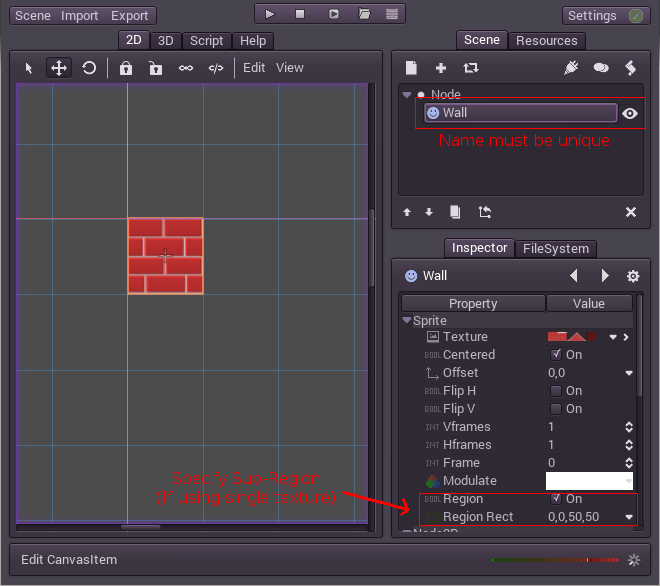 Scene Import Export
Settings
2D 3D Script Help
Scene Resources
Edit View
Node
Wall
Name must be unique
Inspector FileSystem
Wall
Property Value
Sprite
Texture
Centered On
Offset 0,0
BOOL Flip H On
BOOL Flip V On
INT Vframes 1
INT Hframes 1
INT Frame 0
Modulate
BOOL Region On
Region Rect 0,0,50,50
Node2D
Specify Sub-Region
(if using single texture)
Edit CanvasItem